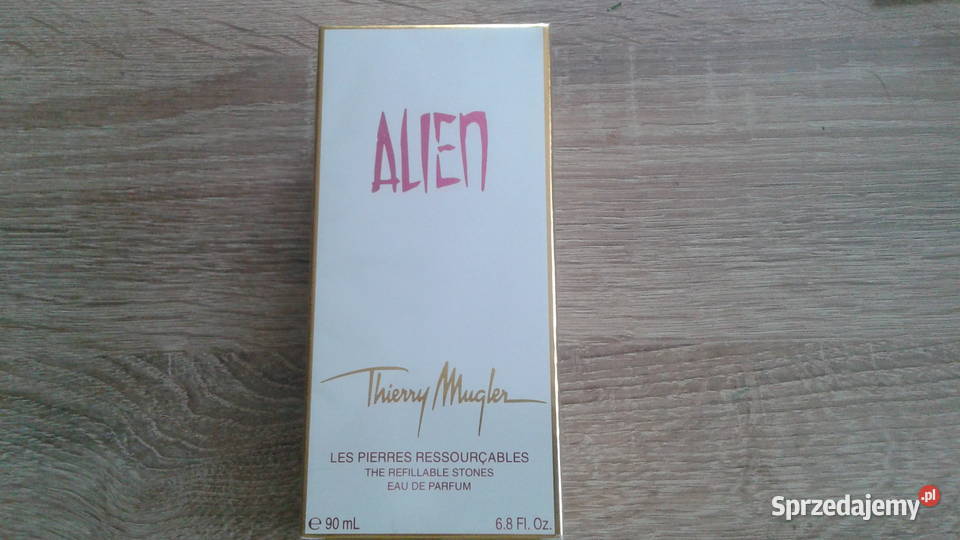 ALIEN
Thierry Mugler
LES PIERRES RESSOURÇABLES
THE REFILLABLE STONES
EAU DE PARFUM
e 90 mL 6.8 Fl. Oz.
Sprzedajemy.pl